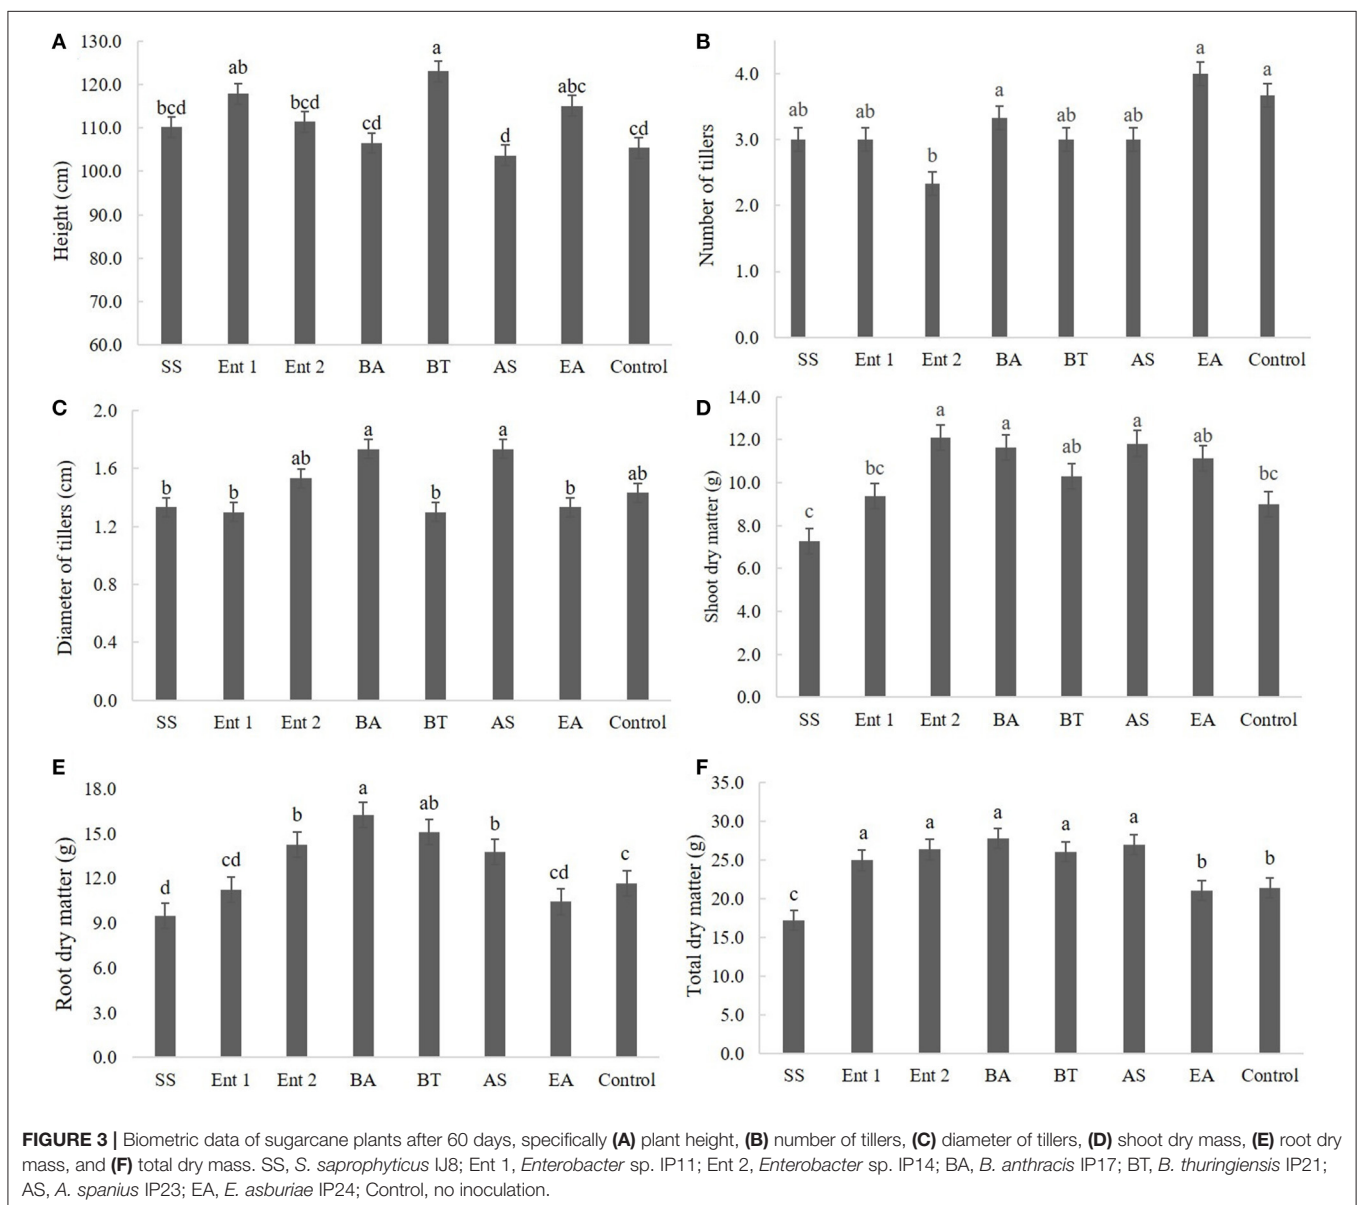 A
Height (cm)
130.0
120.0
110.0
100.0
90.0
80.0
70.0
60.0
bcd ab bcd cd a d abc cd
SS Ent 1 Ent 2 BA BT AS EA Control
B
Number of tillers
4.0
3.0
2.0
1.0
0.0
ab ab b a ab ab a a
SS Ent 1 Ent 2 BA BT AS EA Control
C
Diameter of tillers (cm)
2.0
1.6
1.2
0.8
0.4
0.0
b b ab a b a b ab
SS Ent 1 Ent 2 BA BT AS EA Control
D
Shoot dry matter (g)
14.0
12.0
10.0
8.0
6.0
4.0
2.0
0.0
c bc a a ab a ab bc
SS Ent 1 Ent 2 BA BT AS EA Control
E
Root dry matter (g)
18.0
15.0
12.0
9.0
6.0
3.0
0.0
d cd b a ab b cd c
SS Ent 1 Ent 2 BA BT AS EA Control
F
Total dry matter (g)
35.0
30.0
25.0
20.0
15.0
10.0
5.0
0.0
c a a a a a b b
SS Ent 1 Ent 2 BA BT AS EA Control
FIGURE 3 | Biometric data of sugarcane plants after 60 days, specifically (A) plant height, (B) number of tillers, (C) diameter of tillers, (D) shoot dry mass, (E) root dry
mass, and (F) total dry mass. SS, S. saprophyticus IJ8; Ent 1, Enterobacter sp. IP11; Ent 2, Enterobacter sp. IP14; BA, B. anthracis IP17; BT, B. thuringiensis IP21;
AS, A. spanius IP23; EA, E. asburiae IP24; Control, no inoculation.